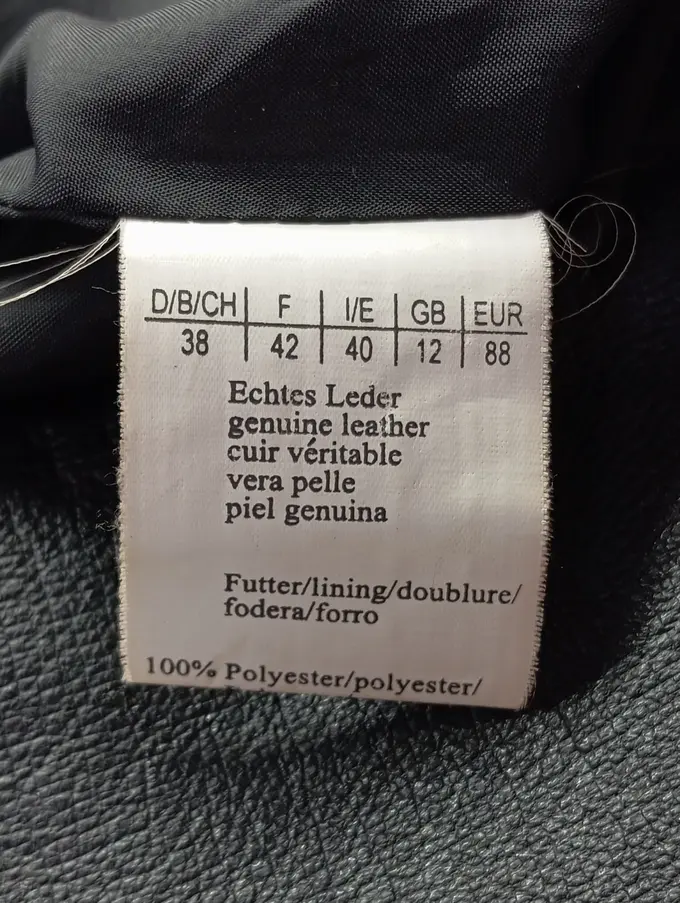 D/B/CH F I/E GB EUR
38 42 40 12 88
Echtes Leder
genuine leather
cuir véritable
vera pelle
piel genuina
Futter/lining/doublure/
fodera/forro
100% Polyester/polyester/